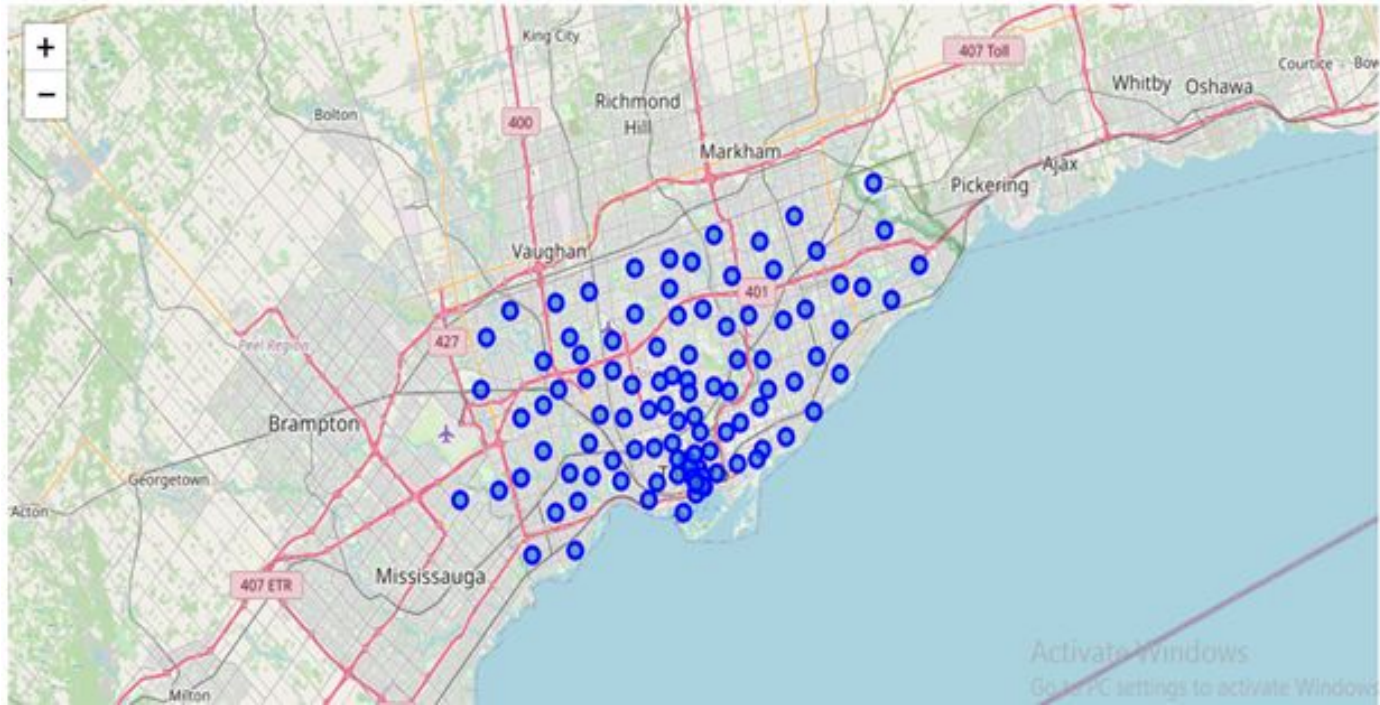 +
−
King City
407 Toll
Courtice
Whitby
Oshawa
Richmond
Hill
Bolton
400
Markham
Ajax
Pickering
Vaughan
401
427
Peel Region
Brampton
Georgetown
Acton
Mississauga
407 ETR
Milton
Activate Windows
Go to PC settings to activate Windows